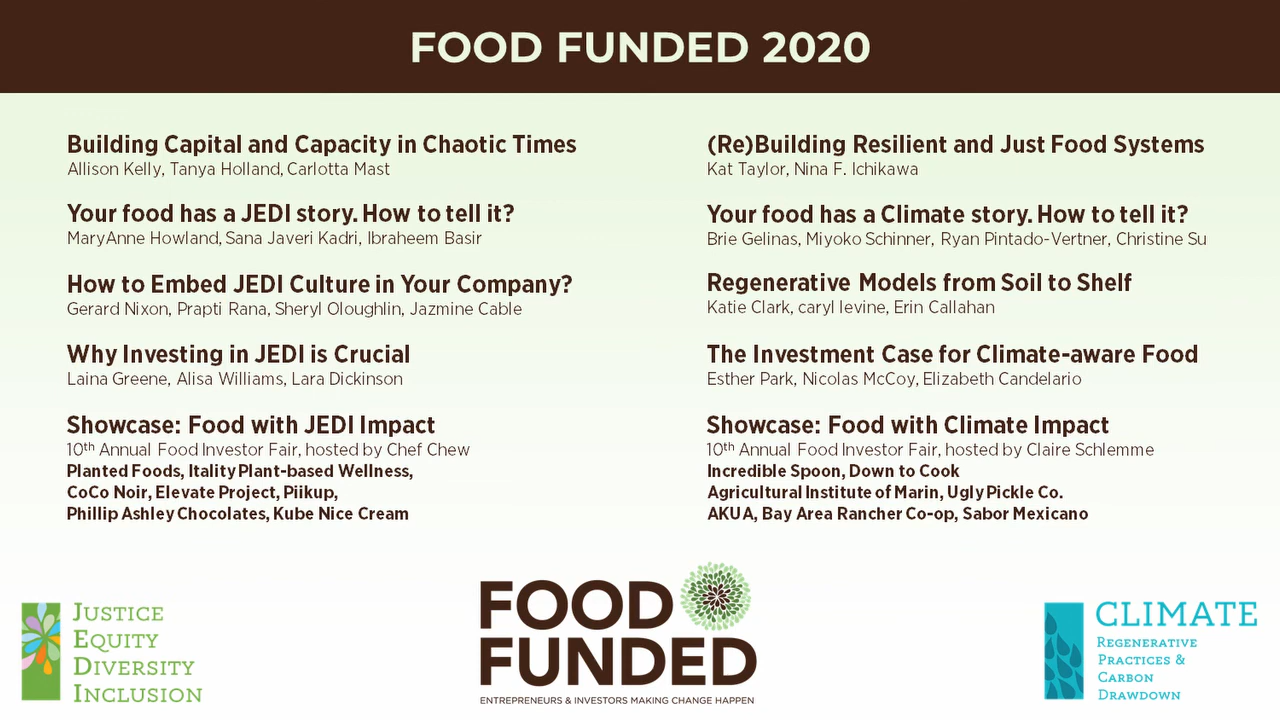 FOOD FUNDED 2020
Building Capital and Capacity in Chaotic Times
Allison Kelly, Tanya Holland, Carlotta Mast
Your food has a JEDI story. How to tell it?
MaryAnne Howland, Sana Javeri Kadri, Ibraheem Basir
How to Embed JEDI Culture in Your Company?
Gerard Nixon, Prapti Rana, Sheryl Oloughlin, Jazmine Cable
Why Investing in JEDI is Crucial
Laina Greene, Alisa Williams, Lara Dickinson
Showcase: Food with JEDI Impact
10th Annual Food Investor Fair, hosted by Chef Chew
Planted Foods, Itality Plant-based Wellness,
CoCo Noir, Elevate Project, Piikup,
Phillip Ashley Chocolates, Kube Nice Cream
(Re)Building Resilient and Just Food Systems
Kat Taylor, Nina F. Ichikawa
Your food has a Climate story. How to tell it?
Brie Gelinas, Miyoko Schinner, Ryan Pintado-Vertner, Christine Su
Regenerative Models from Soil to Shelf
Katie Clark, caryl levine, Erin Callahan
The Investment Case for Climate-aware Food
Esther Park, Nicolas McCoy, Elizabeth Candelario
Showcase: Food with Climate Impact
10th Annual Food Investor Fair, hosted by Claire Schlemme
Incredible Spoon, Down to Cook
Agricultural Institute of Marin, Ugly Pickle Co.
AKUA, Bay Area Rancher Co-op, Sabor Mexicano
JUSTICE
EQUITY
DIVERSITY
INCLUSION
FOOD
FUNDED
ENTREPRENEURS & INVESTORS MAKING CHANGE HAPPEN
CLIMATE
REGENERATIVE
PRACTICES &
CARBON
DRAWDOWN